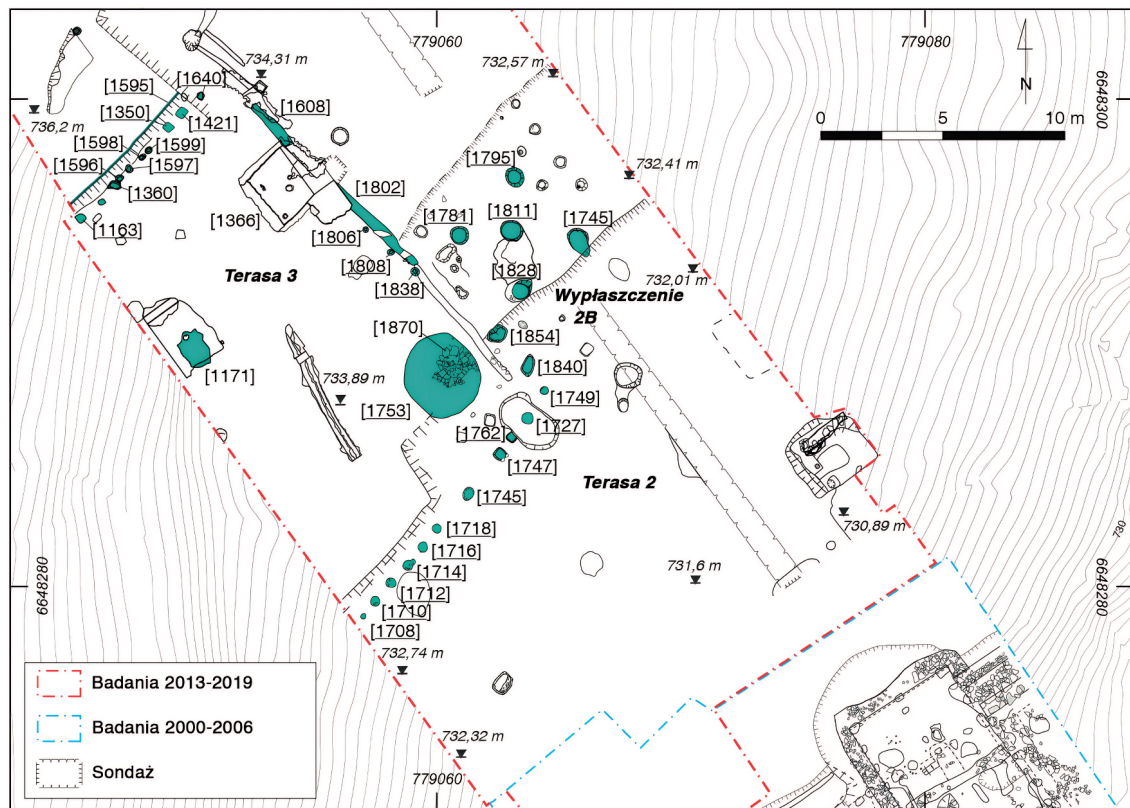 779060
779080
734,31 m
732,57 m
N
[1640]
[1595]
736,2 m
[1350]
[1421]
[1608]
6648300
0
5
10 m
[1598]
[1599]
[1596]
[1597]
[1795]
732,41 m
[1360]
[1366]
[1802]
[1163]
[1781]
[1811]
[1745]
[1806]
[1808]
[1828]
732,01 m
Terasa 3
[1838]
Wypłaszczenie
2B
[1870]
[1854]
[1171]
[1840]
733,89 m
[1749]
[1753]
[1727]
[1762]
[1747]
Terasa 2
[1745]
730,89 m
[1718]
730
[1716]
[1714]
731,6 m
6648280
[1712]
6648280
[1710]
[1708]
732,74 m
Badania 2013-2019
Badania 2000-2006
732,32 m
Sondaż
779060